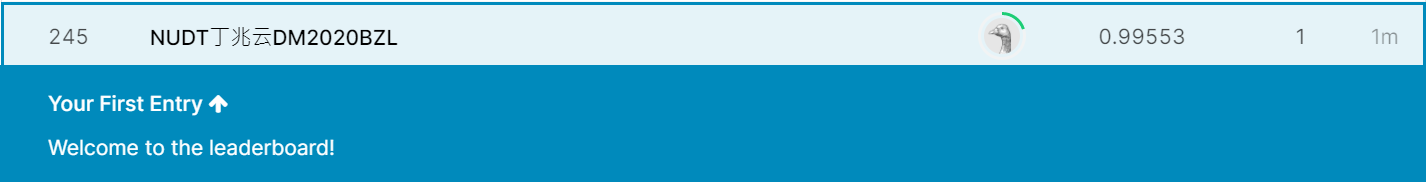 245 NUDT丁兆云DM2020BZL 0.99553 1 1m
Your First Entry
Welcome to the leaderboard!